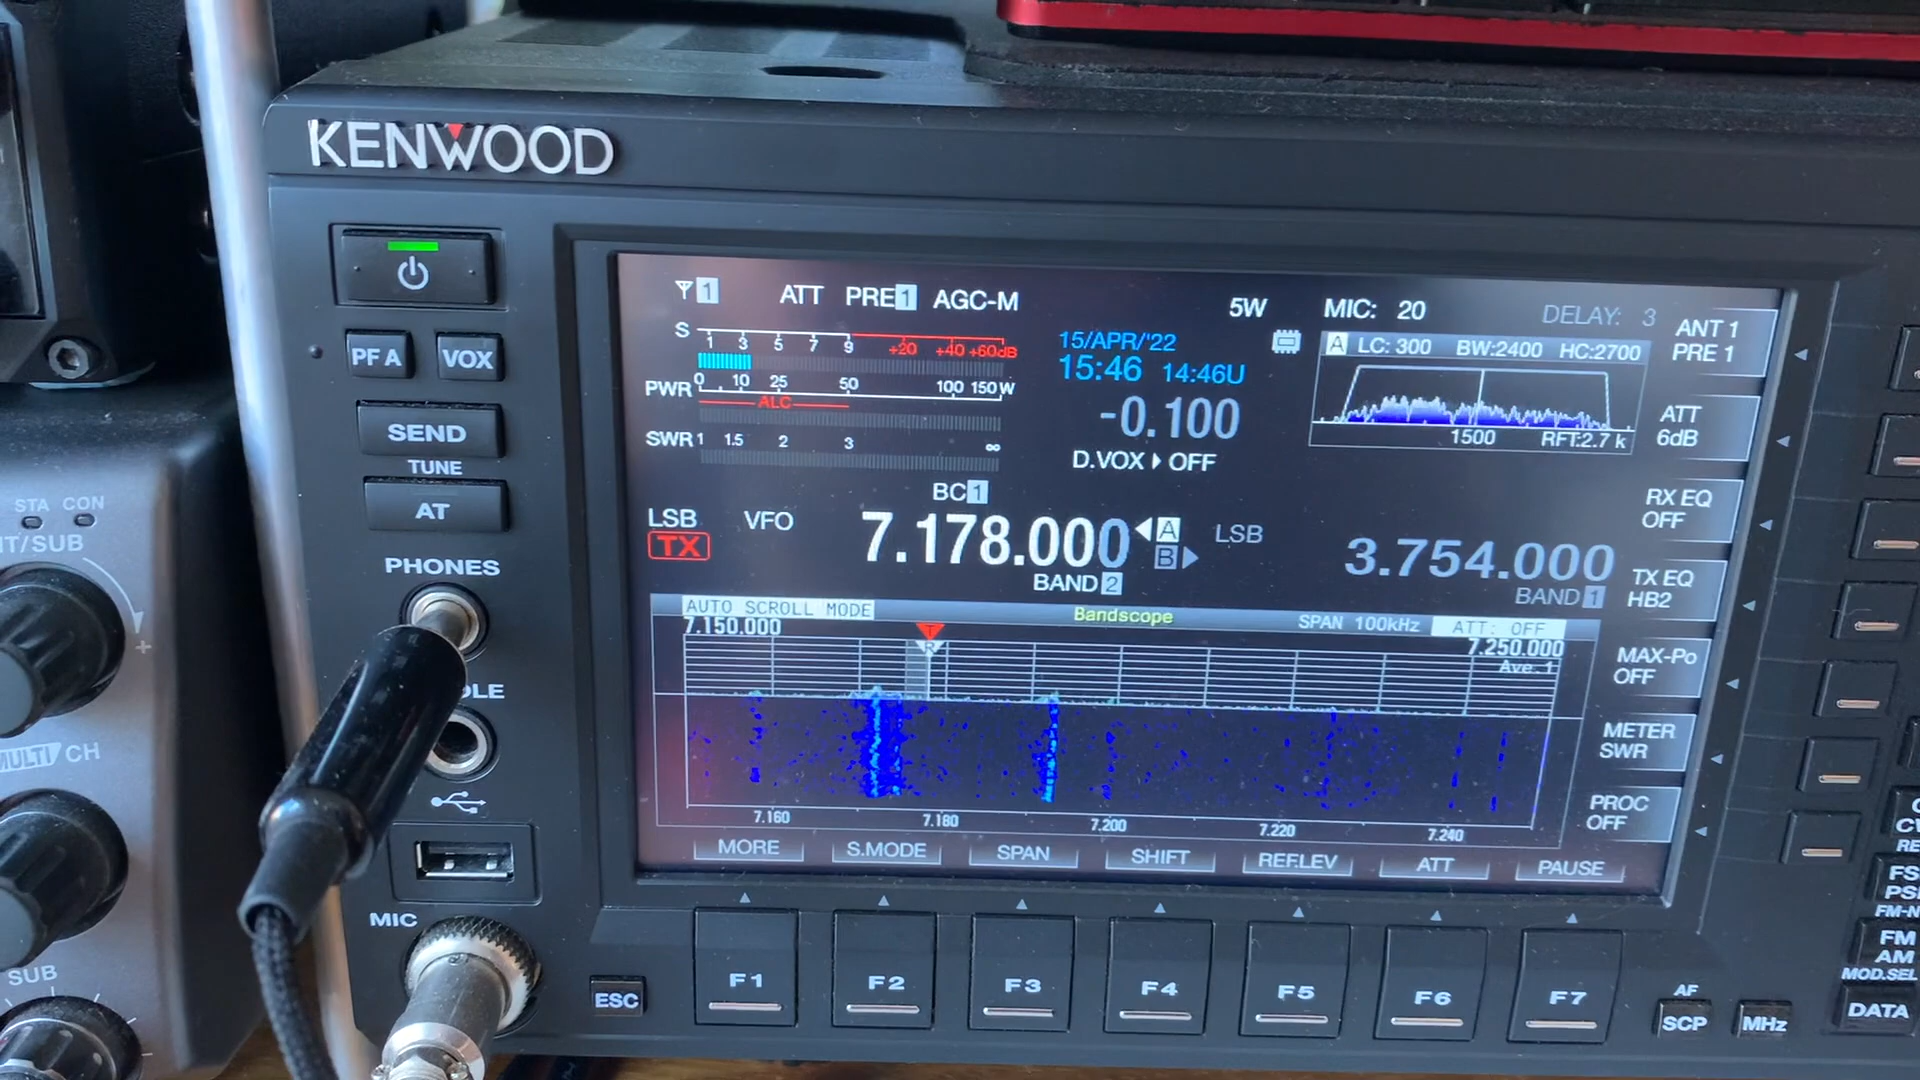 KENWOOD
PF A
VOX
SEND
TUNE
AT
PHONES
MIC
STA CON
T/SUB
MULTI/CH
SUB
1 ATT PRE1 AGC-M
5W
MIC: 20
DELAY: 3
S 1 3 5 7 9 +20 +40 +60dB
PWR 0 10 25 50 100 150 W
ALC
SWR 1 1.5 2 3 ∞
15/APR/'22
15:46 14:46U
-0.100
D.VOX OFF
A LC: 300 BW:2400 HC:2700
1500 RFT:2.7 k
ANT 1
PRE 1
ATT
6dB
RX EQ
OFF
TX EQ
HB2
MAX-Po
OFF
METER
SWR
PROC
OFF
BC1
LSB VFO 7.178.000 A LSB 3.754.000
TX B
BAND 2
BAND 1
AUTO SCROLL MODE Bandscope SPAN 100kHz ATT: OFF
7.150.000 T 7.250.000
R Ave.1
7.160 7.180 7.200 7.220 7.240
MORE S.MODE SPAN SHIFT REF.LEV ATT PAUSE
ESC F1 F2 F3 F4 F5 F6 F7
AF
SCP MHz
FM
AM
MOD.SEL
DATA